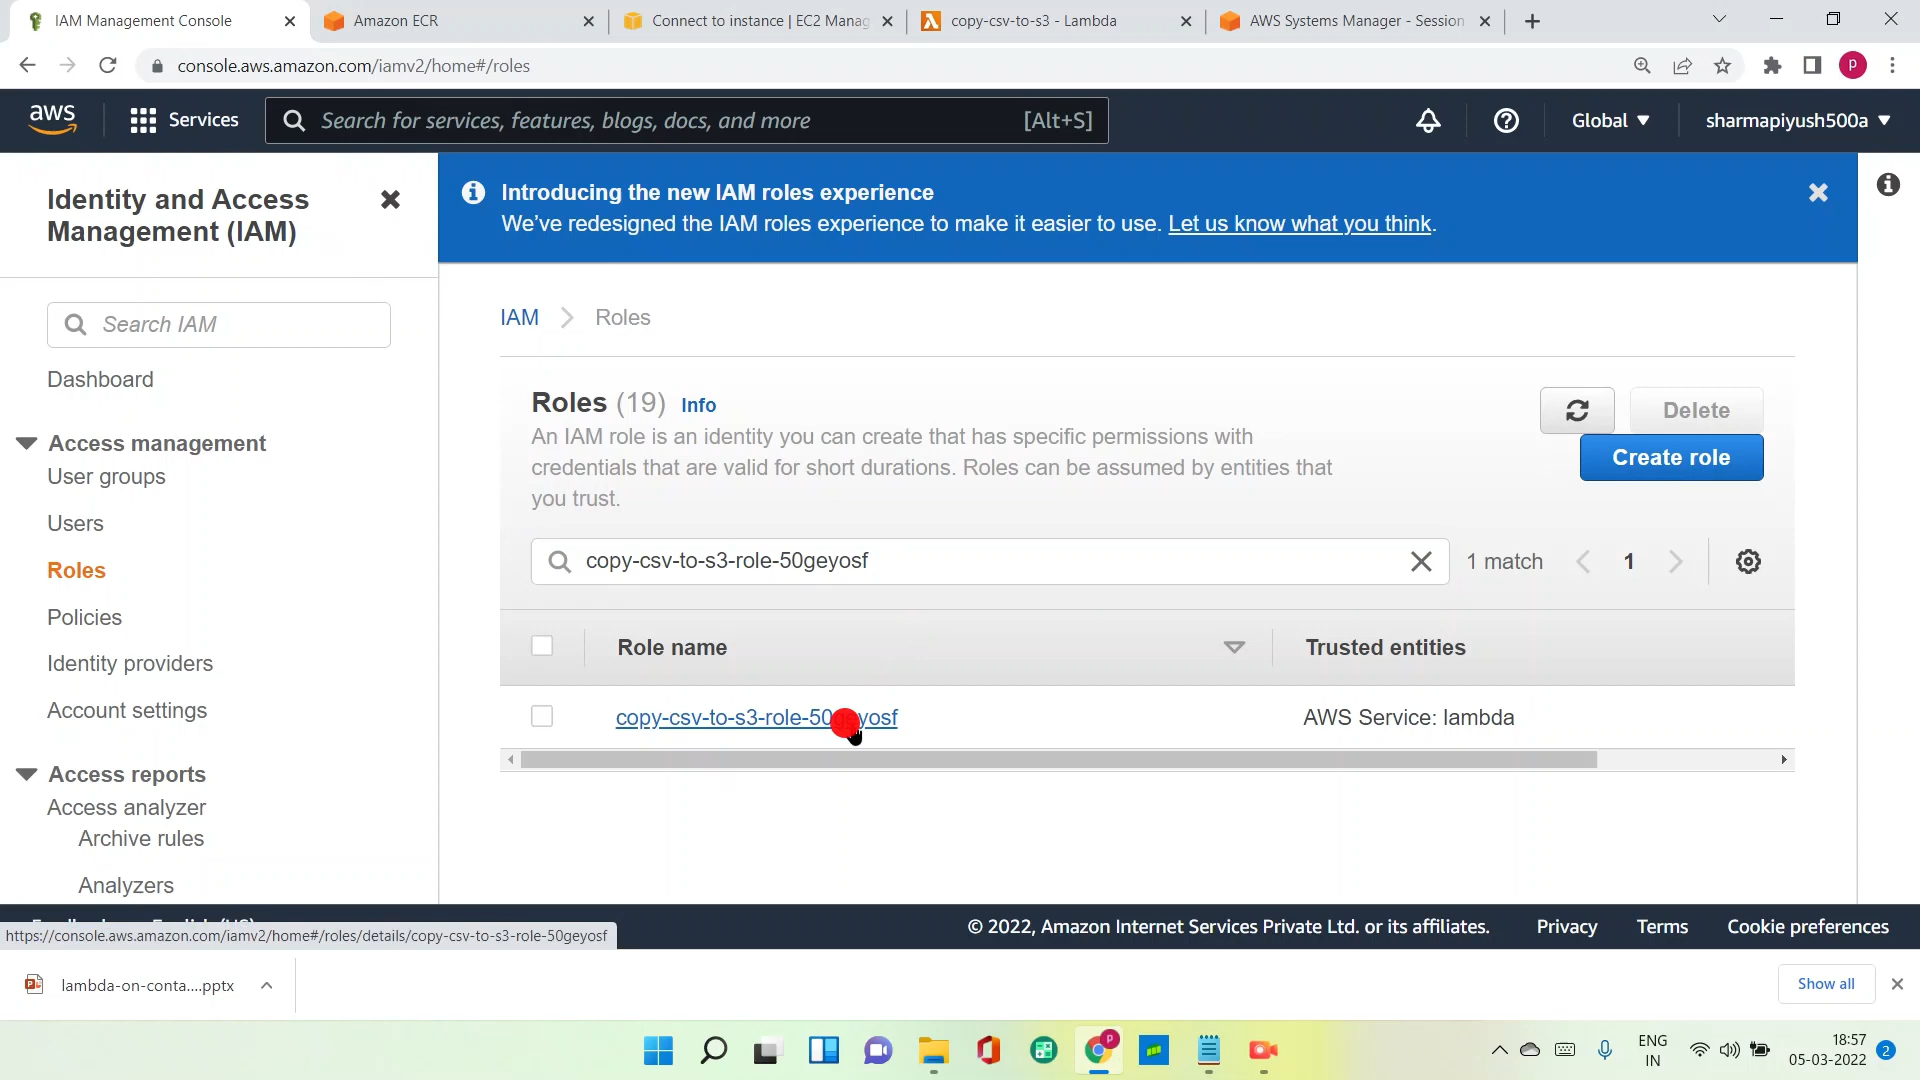 IAM Management Console
Amazon ECR
Connect to instance | EC2 Manag
copy-csv-to-s3 - Lambda
AWS Systems Manager - Session
console.aws.amazon.com/iamv2/home#/roles
P
aws
Services
Search for services, features, blogs, docs, and more
[Alt+S]
Global
sharmapiyush500a
Identity and Access
Management (IAM)
Introducing the new IAM roles experience
We've redesigned the IAM roles experience to make it easier to use. Let us know what you think.
Search IAM
Dashboard
Access management
User groups
Users
Roles
Policies
Identity providers
Account settings
Access reports
Access analyzer
Archive rules
Analyzers
IAM
Roles
Roles (19) Info
An IAM role is an identity you can create that has specific permissions with
credentials that are valid for short durations. Roles can be assumed by entities that
you trust.
Delete
Create role
copy-csv-to-s3-role-50geyosf
1 match
1
Role name
Trusted entities
copy-csv-to-s3-role-50geyosf
AWS Service: lambda
© 2022, Amazon Internet Services Private Ltd. or its affiliates.
Privacy
Terms
Cookie preferences
https://console.aws.amazon.com/iamv2/home#/roles/details/copy-csv-to-s3-role-50geyosf
lambda-on-conta....pptx
Show all
ENG
IN
18:57
05-03-2022
2